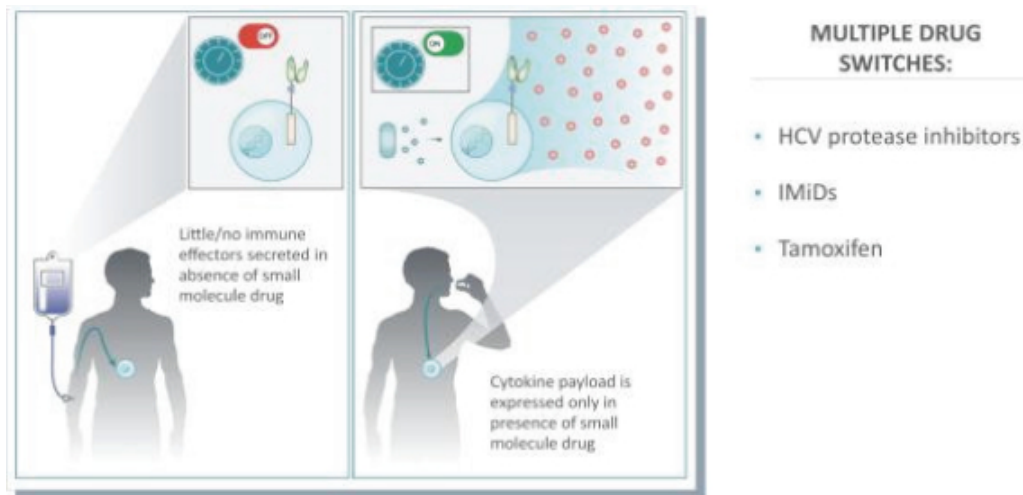 OFF
ON
Little/no immune
effectors secreted in
absence of small
molecule drug
Cytokine payload is
expressed only in
presence of small
molecule drug
MULTIPLE DRUG
SWITCHES:
• HCV protease inhibitors
• IMiDs
• Tamoxifen